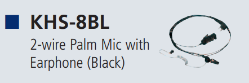 KHS-8BL
2-wire Palm Mic with
Earphone (Black)